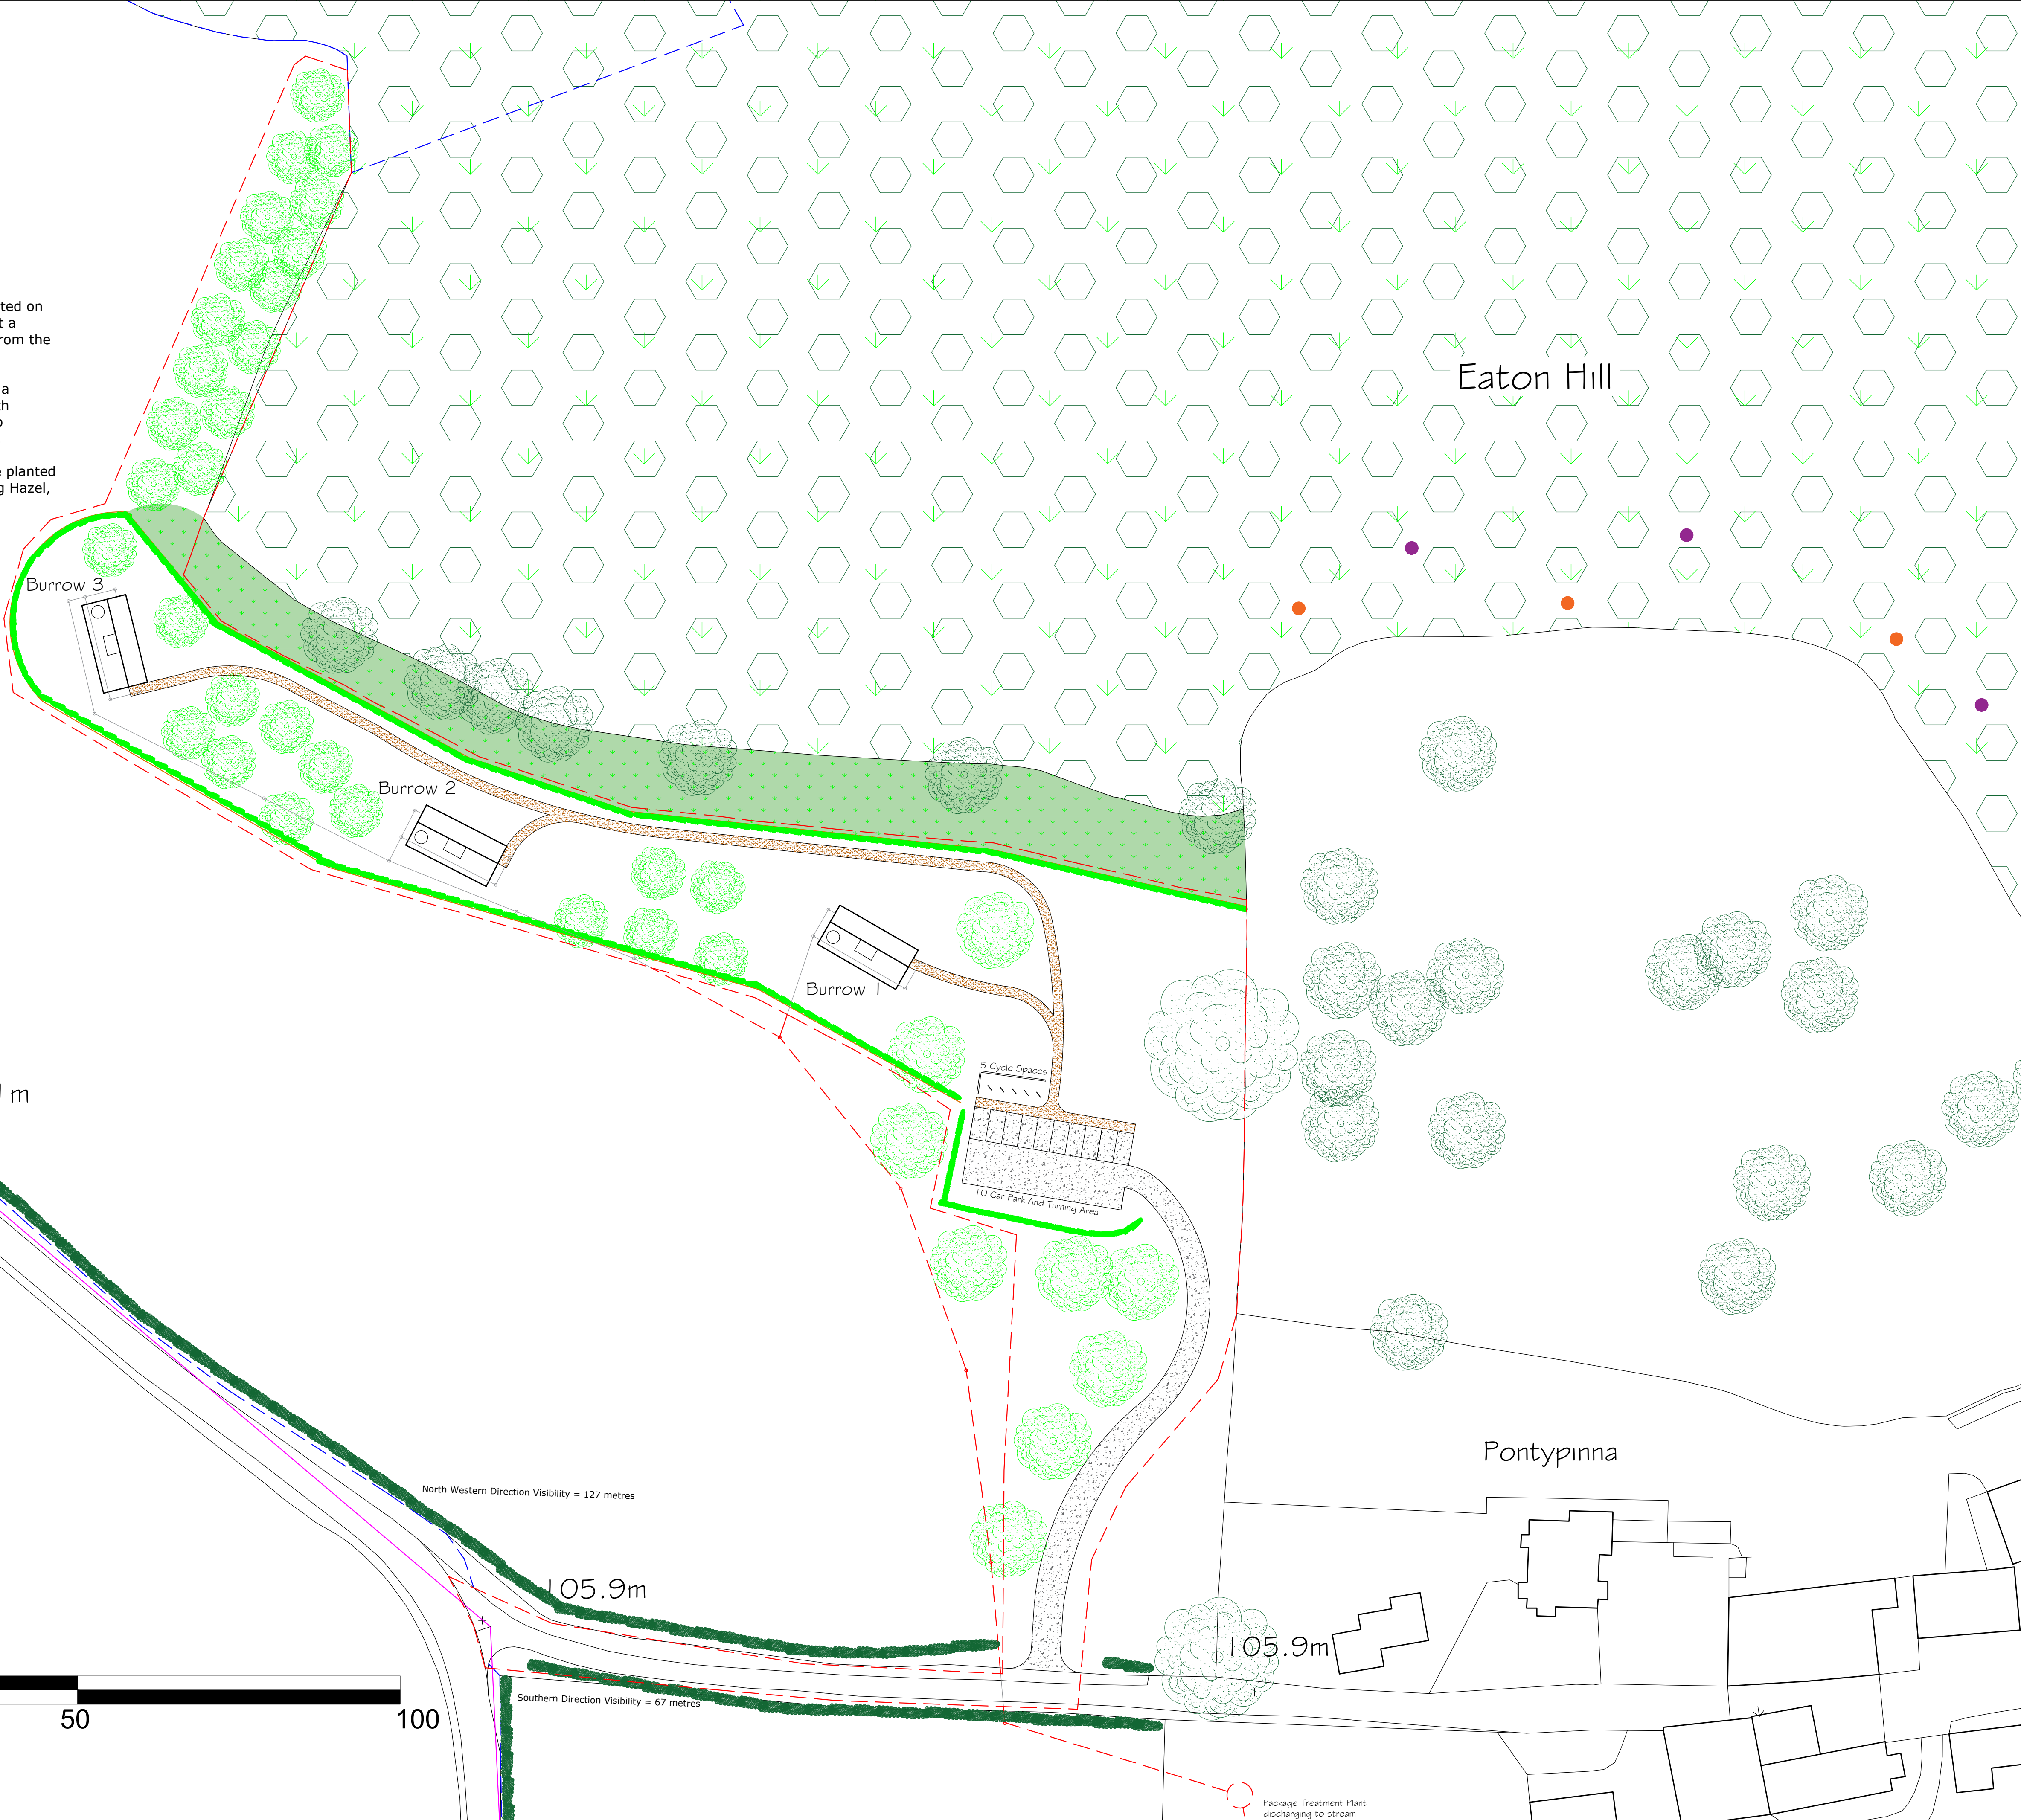 ted on
t a
rom the
a
th
o
e planted
g Hazel,
Eaton Hill
Burrow 3
Burrow 2
Burrow 1
5 Cycle Spaces
10 Car Park And Turning Area
1m
Pontypinna
North Western Direction Visibility = 127 metres
105.9m
105.9m
Southern Direction Visibility = 67 metres
50 100
Package Treatment Plant
discharging to stream